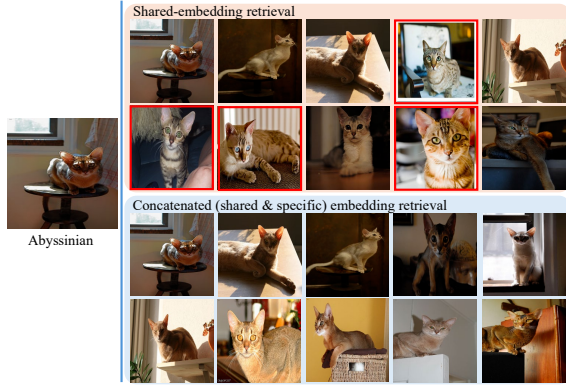 Shared-embedding retrieval
Abyssinian
Concatenated (shared & specific) embedding retrieval